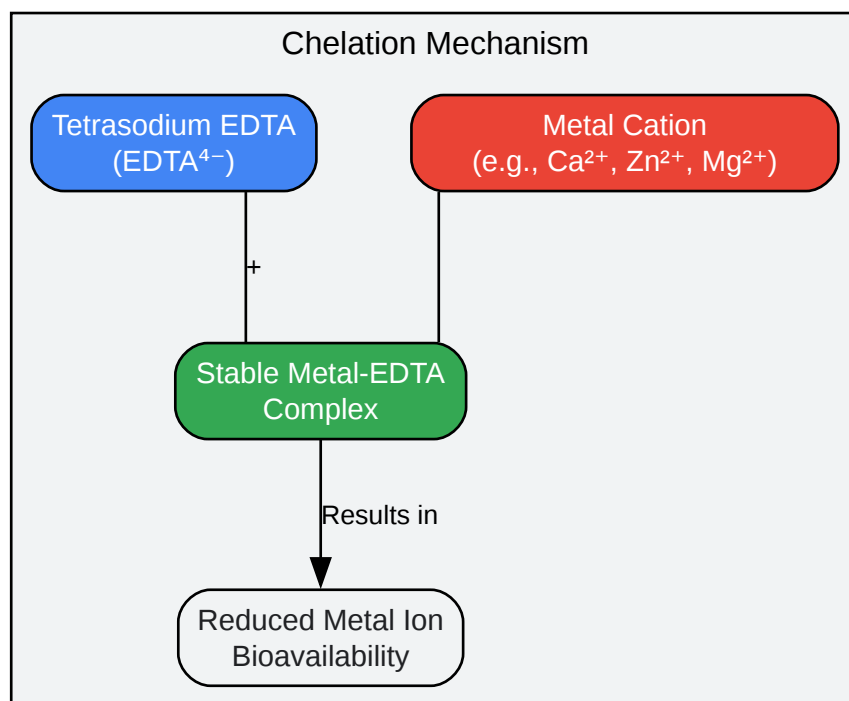 Chelation Mechanism
Tetrasodium EDTA
(EDTA⁴⁻)
Metal Cation
(e.g., Ca²⁺, Zn²⁺, Mg²⁺)
+
Stable Metal-EDTA
Complex
Results in
Reduced Metal Ion
Bioavailability